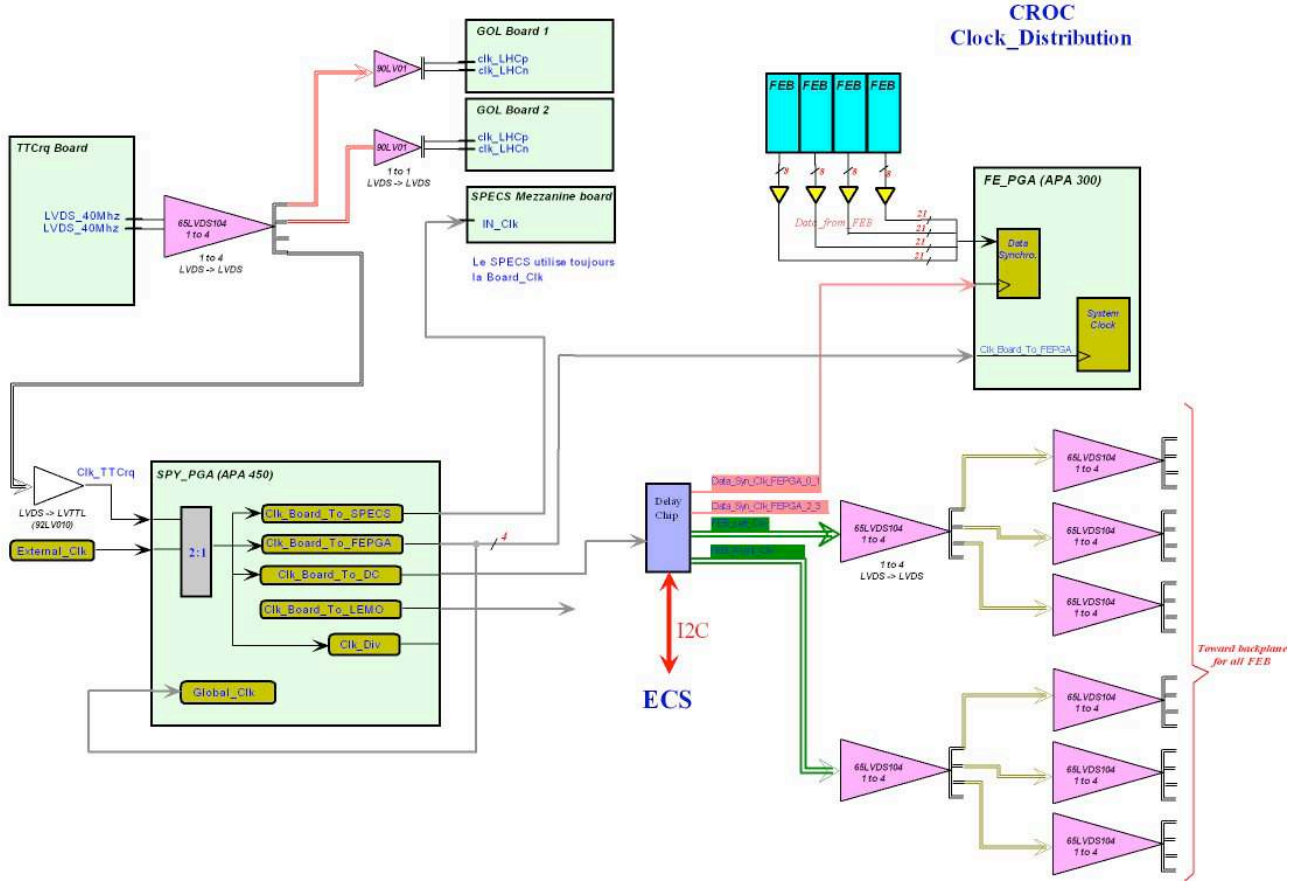 CROC
Clock_Distribution
GOL Board 1
clk_LHCp
clk_LHCn
90LV01
GOL Board 2
clk_LHCp
clk_LHCn
90LV01
1 to 1
LVDS -> LVDS
TTCrq Board
LVDS_40Mhz
LVDS_40Mhz
65LVDS104
1 to 4
1 to 4
LVDS -> LVDS
SPECS Mezzanine board
IN_Clk
Le SPECS utilise toujours
la Board_Clk
FEB
FEB
FEB
FEB
8
8
8
8
Data_from_FEB
21
21
21
21
FE_PGA (APA 300)
Data
Synchro.
System
Clock
Clk_Board_To_FEPGA
Clk_TTCrq
LVDS -> LVTTL
(92LV010)
External_Clk
SPY_PGA (APA 450)
2:1
Clk_Board_To_SPECS
Clk_Board_To_FEPGA
Clk_Board_To_DC
Clk_Board_To_LEMO
Clk_Div
Global_Clk
4
Delay
Chip
Data_Syn_Clk_FEPGA_0_1
Data_Syn_Clk_FEPGA_2_3
I2C
ECS
65LVDS104
1 to 4
1 to 4
LVDS -> LVDS
65LVDS104
1 to 4
65LVDS104
1 to 4
65LVDS104
1 to 4
65LVDS104
1 to 4
65LVDS104
1 to 4
65LVDS104
1 to 4
65LVDS104
1 to 4
Toward backplane
for all FEB